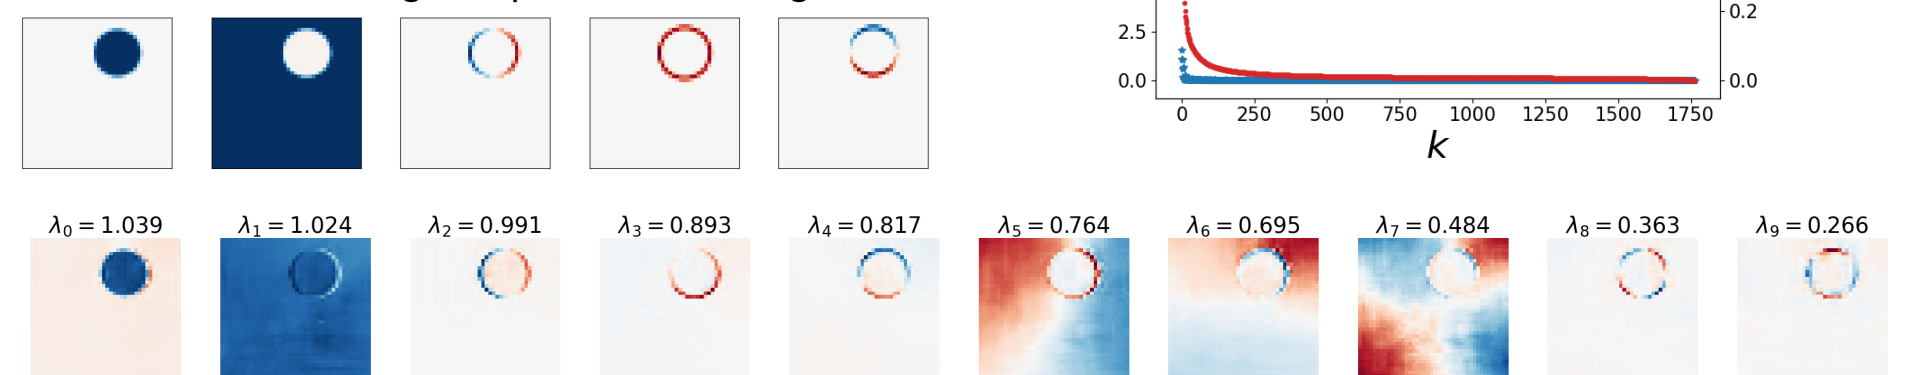 2.5
0.0
0.2
0.0
0 250 500 750 1000 1250 1500 1750
k
λ₀ = 1.039 λ₁ = 1.024 λ₂ = 0.991 λ₃ = 0.893 λ₄ = 0.817 λ₅ = 0.764 λ₆ = 0.695 λ₇ = 0.484 λ₈ = 0.363 λ₉ = 0.266